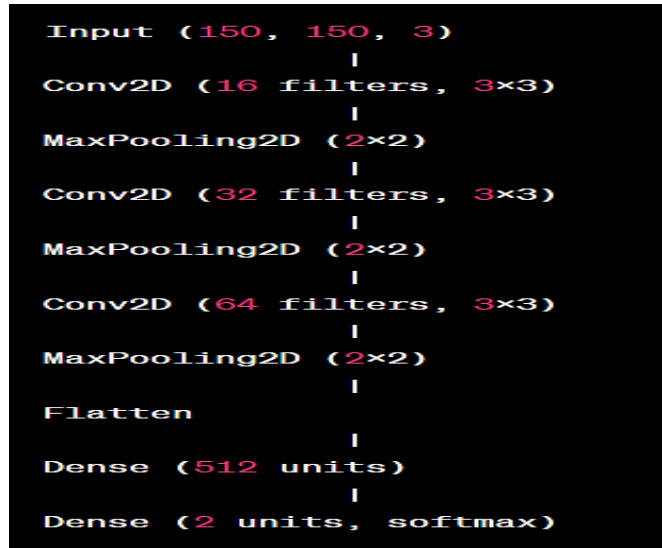 Input (150, 150, 3)
|
Conv2D (16 filters, 3×3)
|
MaxPooling2D (2×2)
|
Conv2D (32 filters, 3×3)
|
MaxPooling2D (2×2)
|
Conv2D (64 filters, 3×3)
|
MaxPooling2D (2×2)
|
Flatten
|
Dense (512 units)
|
Dense (2 units, softmax)